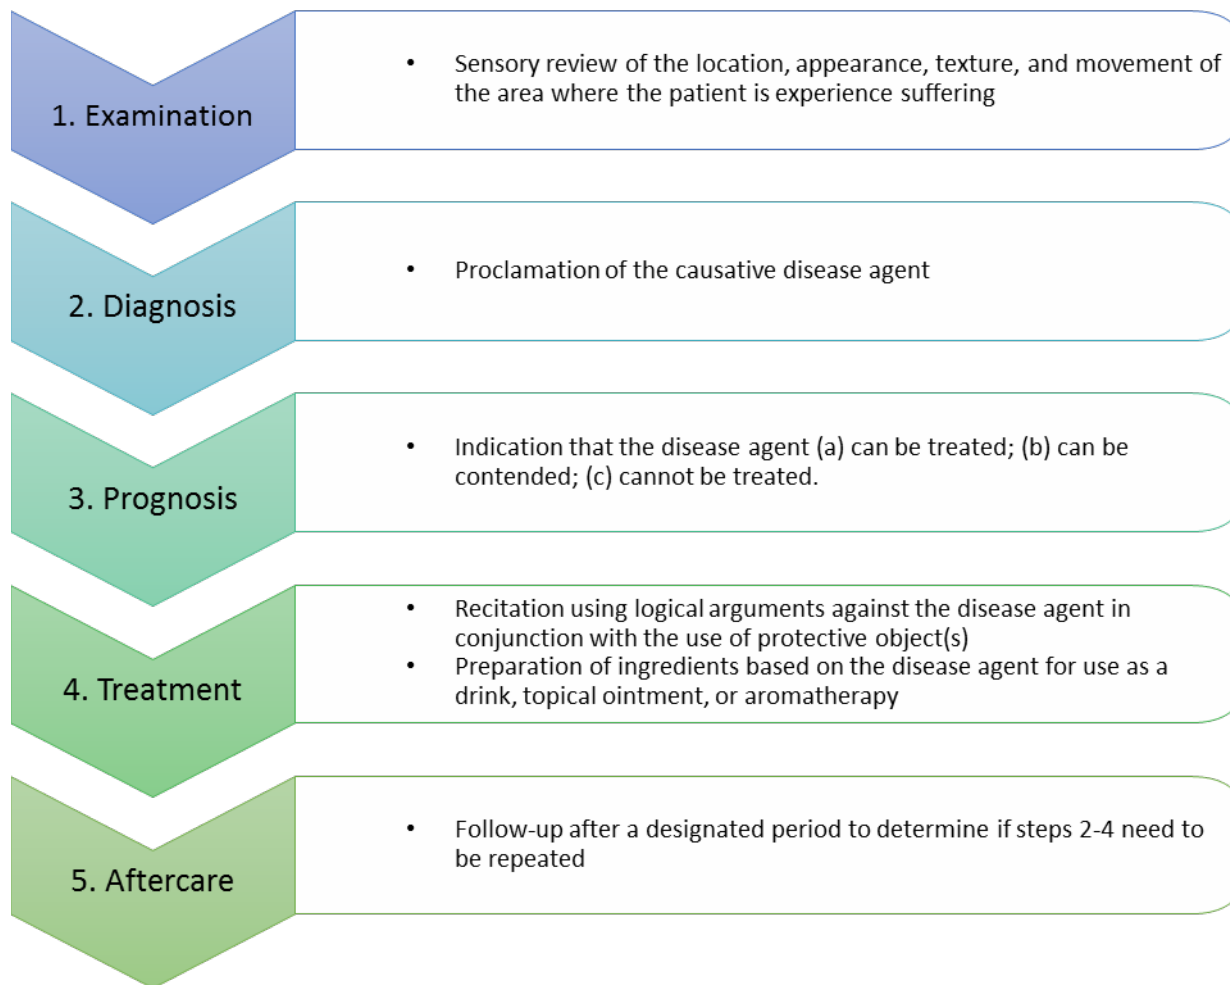 1. Examination
• Sensory review of the location, appearance, texture, and movement of
the area where the patient is experience suffering
2. Diagnosis
• Proclamation of the causative disease agent
3. Prognosis
• Indication that the disease agent (a) can be treated; (b) can be
contended; (c) cannot be treated.
4. Treatment
• Recitation using logical arguments against the disease agent in
conjunction with the use of protective object(s)
• Preparation of ingredients based on the disease agent for use as a
drink, topical ointment, or aromatherapy
5. Aftercare
• Follow-up after a designated period to determine if steps 2-4 need to
be repeated